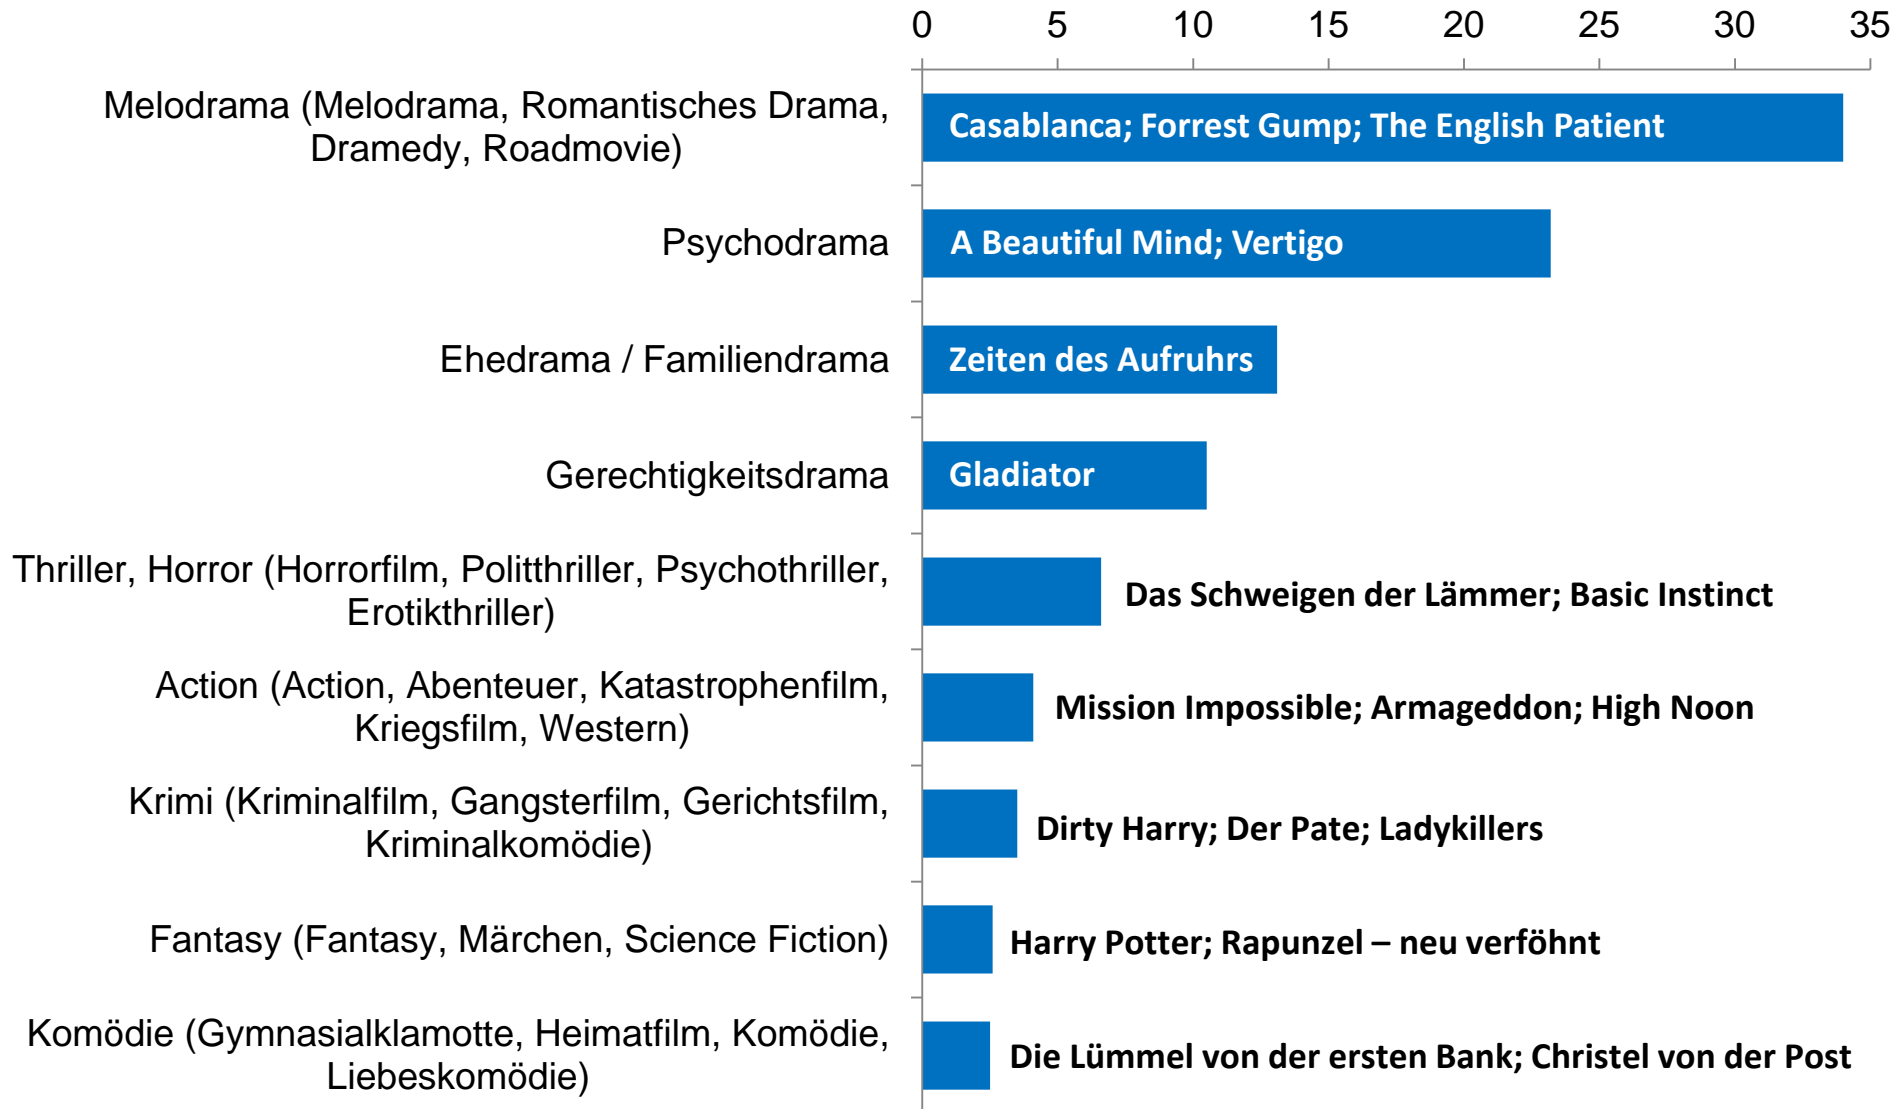 0 5 10 15 20 25 30 35
Melodrama (Melodrama, Romantisches Drama,
Dramedy, Roadmovie)
Casablanca; Forrest Gump; The English Patient
Psychodrama
A Beautiful Mind; Vertigo
Ehedrama / Familiendrama
Zeiten des Aufruhrs
Gerechtigkeitsdrama
Gladiator
Thriller, Horror (Horrorfilm, Politthriller, Psychothriller,
Erotikthriller)
Das Schweigen der Lämmer; Basic Instinct
Action (Action, Abenteuer, Katastrophenfilm,
Kriegsfilm, Western)
Mission Impossible; Armageddon; High Noon
Krimi (Kriminalfilm, Gangsterfilm, Gerichtsfilm,
Kriminalkomödie)
Dirty Harry; Der Pate; Ladykillers
Fantasy (Fantasy, Märchen, Science Fiction)
Harry Potter; Rapunzel – neu verföhnt
Komödie (Gymnasialklamotte, Heimatfilm, Komödie,
Liebeskomödie)
Die Lümmel von der ersten Bank; Christel von der Post